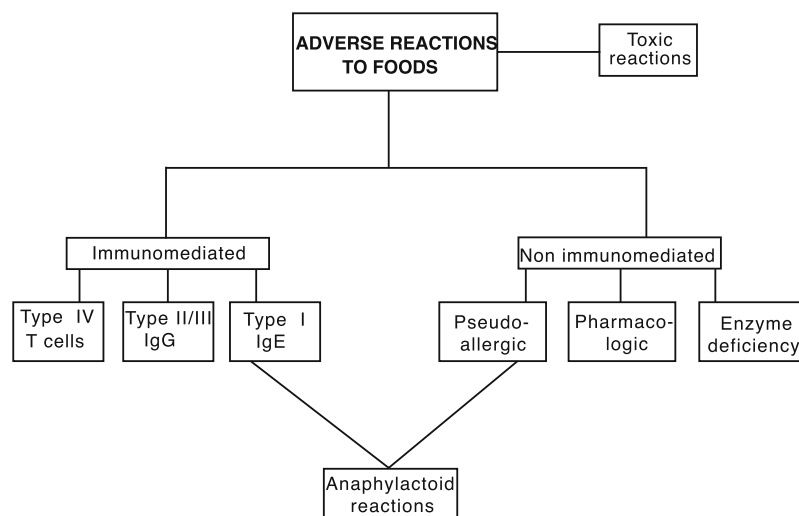 ADVERSE REACTIONS
TO FOODS
Toxic
reactions
Immunomediated
Non immunomediated
Type IV
T cells
Type II/III
IgG
Type I
IgE
Pseudo-
allergic
Pharmaco-
logic
Enzyme
deficiency
Anaphylactoid
reactions